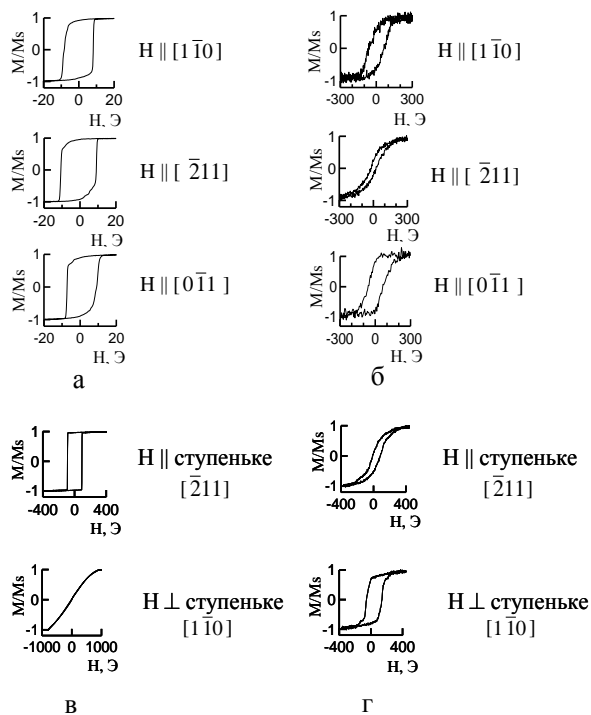 M/Ms
1
0
-1
-20 0 20
Н, Э
H || [1 1̅0]
M/Ms
1
0
-1
-300 0 300
Н, Э
H || [1 1̅0]
M/Ms
1
0
-1
-20 0 20
Н, Э
H || [ 2̅11]
M/Ms
1
0
-1
-300 0 300
Н, Э
H || [ 2̅11]
M/Ms
1
0
-1
-20 0 20
Н, Э
H || [0 1̅1 ]
M/Ms
1
0
-1
-300 0 300
Н, Э
H || [0 1̅1 ]
а
б
M/Ms
1
0
-1
-400 0 400
Н, Э
H || ступеньке
[2̅11]
M/Ms
1
0
-1
-400 0 400
Н, Э
H || ступеньке
[2̅11]
M/Ms
1
0
-1
-1000 0 1000
Н, Э
H ⊥ ступеньке
[1 1̅0]
M/Ms
1
0
-1
-400 0 400
Н, Э
H ⊥ ступеньке
[1 1̅0]
в
г